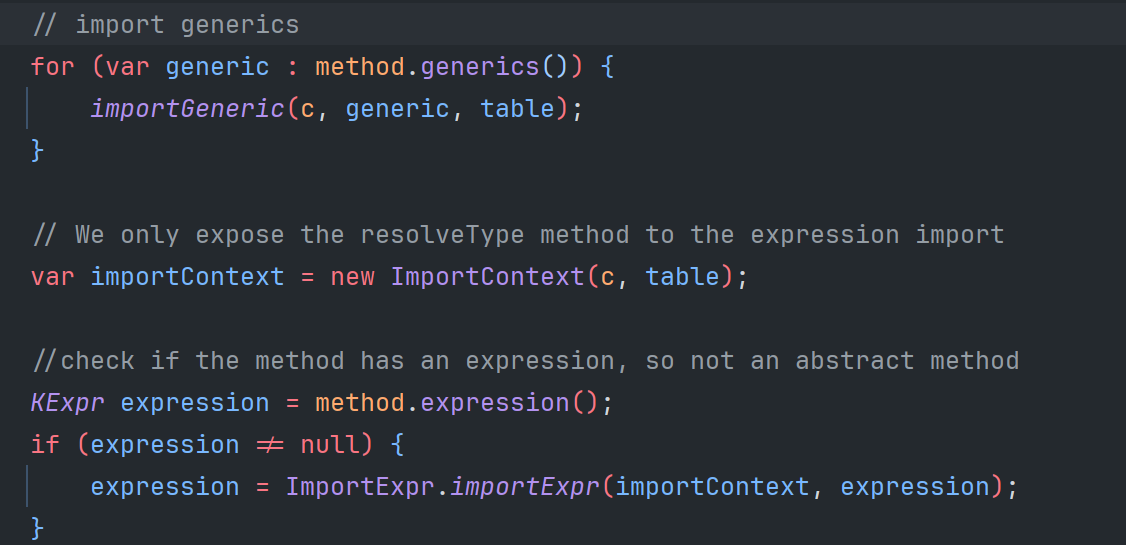 // import generics
for (var generic : method.generics()) {
    importGeneric(c, generic, table);
}
// We only expose the resolveType method to the expression import
var importContext = new ImportContext(c, table);
//check if the method has an expression, so not an abstract method
KExpr expression = method.expression();
if (expression != null) {
    expression = ImportExpr.importExpr(importContext, expression);
}